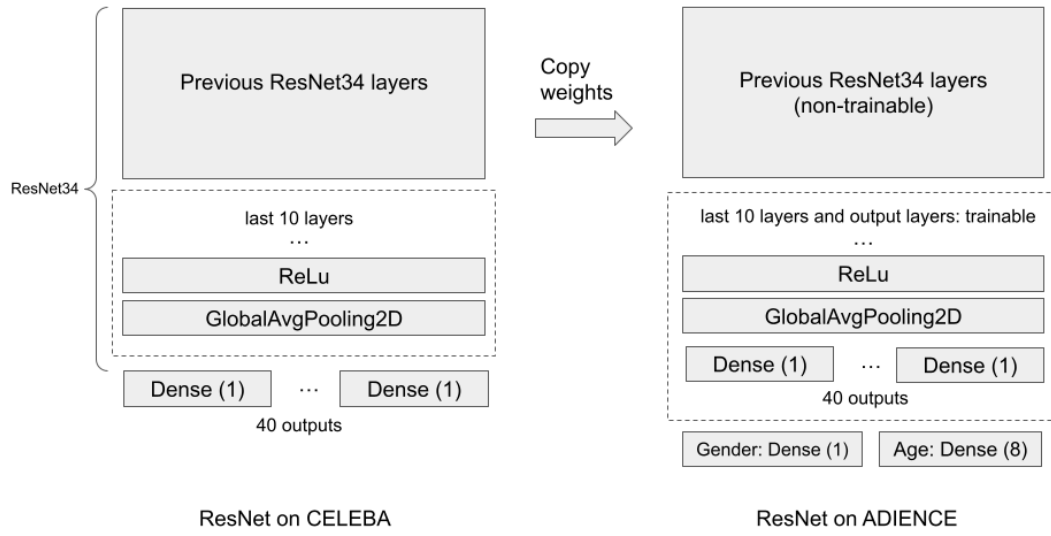 Previous ResNet34 layers
ResNet34
last 10 layers
...
ReLu
GlobalAvgPooling2D
Dense (1) ... Dense (1)
40 outputs
ResNet on CELEBA
Copy
weights
Previous ResNet34 layers
(non-trainable)
last 10 layers and output layers: trainable
...
ReLu
GlobalAvgPooling2D
Dense (1) ... Dense (1)
40 outputs
Gender: Dense (1) Age: Dense (8)
ResNet on ADIENCE